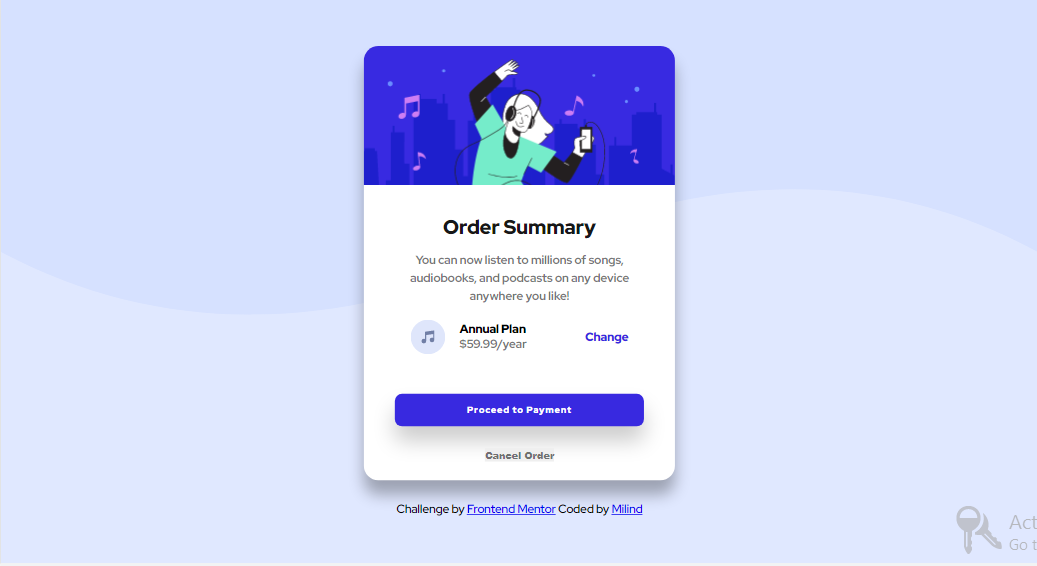 Order Summary
You can now listen to millions of songs,
audiobooks, and podcasts on any device
anywhere you like!
Annual Plan
$59.99/year
Change
Proceed to Payment
Cancel Order
Challenge by Frontend Mentor Coded by Milind
Act
Go t